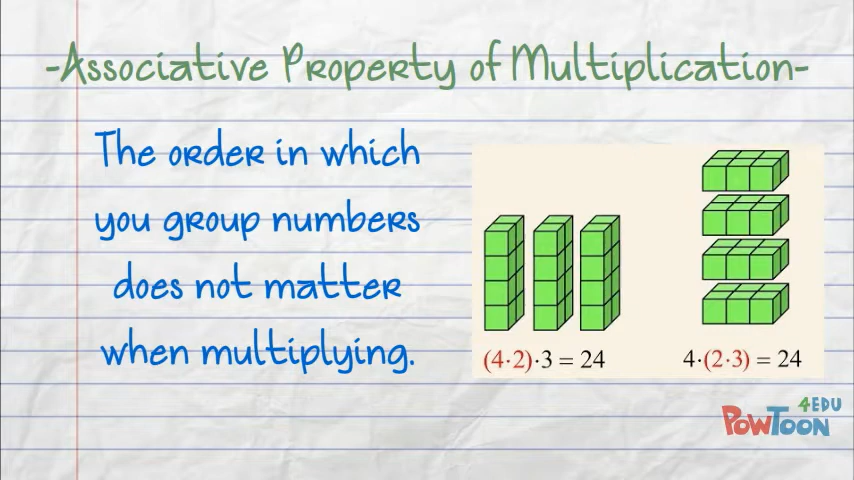 -Associative Property of Multiplication-
The order in which
you group numbers
does not matter
when multiplying.
(4·2)·3 = 24
4·(2·3) = 24
4EDU
POWTOON